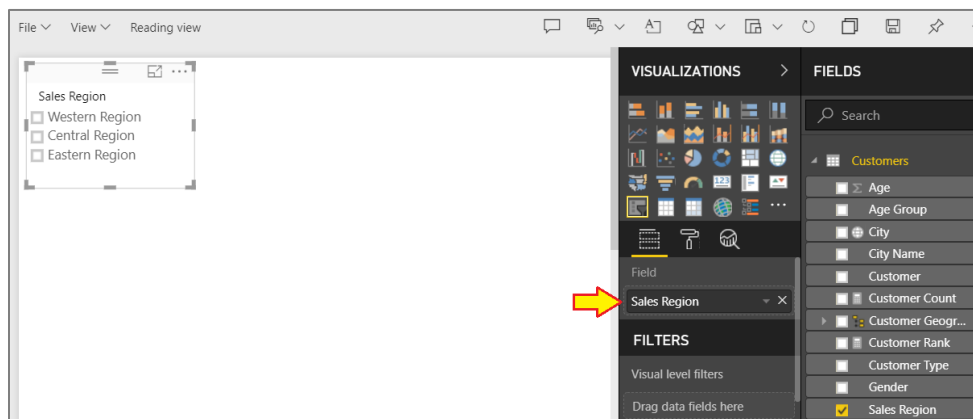 File View Reading view
Sales Region
Western Region
Central Region
Eastern Region
VISUALIZATIONS
123
Field
Sales Region
FILTERS
Visual level filters
Drag data fields here
FIELDS
Search
Customers
Age
Age Group
City
City Name
Customer
Customer Count
Customer Geogr...
Customer Rank
Customer Type
Gender
Sales Region